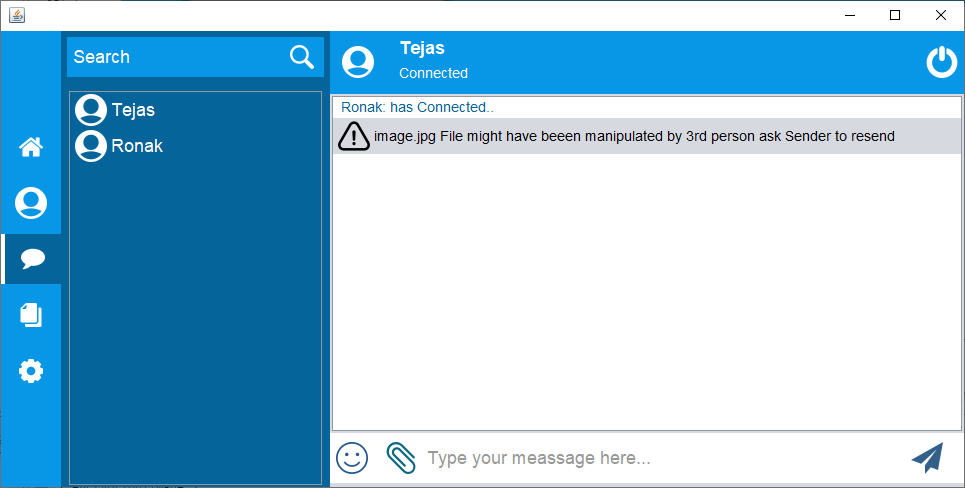 Search
Tejas
Ronak
Tejas
Connected
Ronak: has Connected..
image.jpg File might have beeen manipulated by 3rd person ask Sender to resend
Type your meassage here...